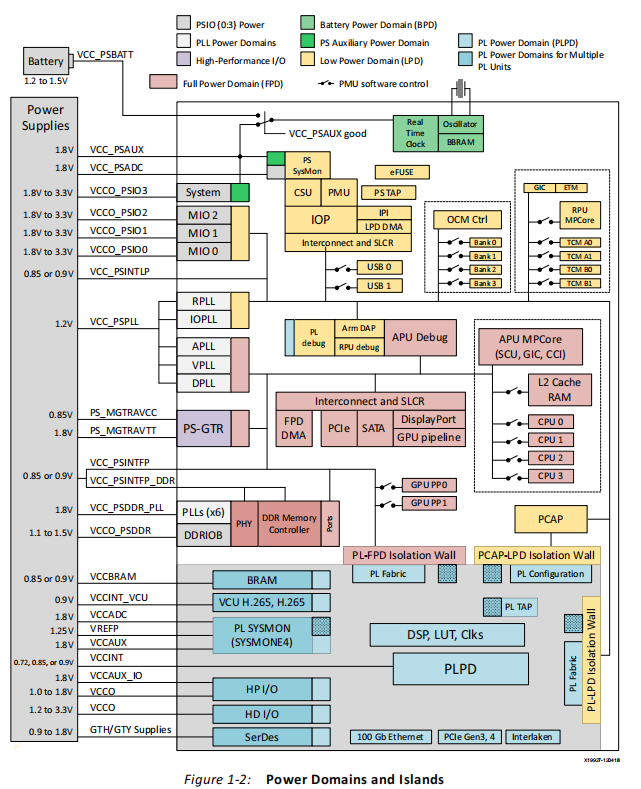 PSIO {0:3} Power
Battery Power Domain (BPD)
PLL Power Domains
PS Auxiliary Power Domain
PL Power Domain (PLPD)
High-Performance I/O
Low Power Domain (LPD)
PL Power Domains for Multiple
PL Units
Full Power Domain (FPD)
PMU software control
Battery
VCC_PSBATT
1.2 to 1.5V
Power
Supplies
VCC_PSAUX good
Real
Time
Clock
Oscillator
BBRAM
1.8V
VCC_PSAUX
1.8V
VCC_PSADC
PS
SysMon
eFUSE
CSU
PMU
PS TAP
1.8V to 3.3V
VCCO_PSIO3
System
1.8V to 3.3V
VCCO_PSIO2
MIO 2
1.8V to 3.3V
VCCO_PSIO1
MIO 1
1.8V to 3.3V
VCCO_PSIO0
MIO 0
IOP
IPI
LPD DMA
Interconnect and SLCR
OCM Ctrl
Bank 0
Bank 1
Bank 2
Bank 3
GIC
ETM
RPU
MPCore
TCM A0
TCM A1
TCM B0
TCM B1
0.85 or 0.9V
VCC_PSINTLP
USB 0
USB 1
1.2V
VCC_PSPLL
RPLL
IOPLL
APLL
VPLL
DPLL
PL
debug
Arm DAP
RPU debug
APU Debug
APU MPCore
(SCU, GIC, CCI)
L2 Cache
RAM
CPU 0
CPU 1
CPU 2
CPU 3
0.85V
PS_MGTRAVCC
1.8V
PS_MGTRAVTT
PS-GTR
Interconnect and SLCR
FPD
DMA
PCIe
SATA
DisplayPort
GPU pipeline
0.85 or 0.9V
VCC_PSINTFP
VCC_PSINTFP_DDR
GPU PP0
GPU PP1
1.8V
VCC_PSDDR_PLL
PLLs (x6)
1.1 to 1.5V
VCCO_PSDDR
DDRIOB
PHY
DDR Memory
Controller
Ports
PCAP
PL-FPD Isolation Wall
PCAP-LPD Isolation Wall
PL Fabric
PL Configuration
0.85 or 0.9V
VCCBRAM
BRAM
0.9V
VCCINT_VCU
VCU H.265, H.265
PL TAP
1.8V
VCCADC
1.25V
VREFP
1.8V
VCCAUX
PL SYSMON
(SYSMONE4)
DSP, LUT, Clks
0.72, 0.85, or 0.9V
VCCINT
PLPD
PL Fabric
PL-LPD Isolation Wall
1.8V
VCCAUX_IO
1.0 to 1.8V
VCCO
HP I/O
1.2 to 3.3V
VCCO
HD I/O
0.9 to 1.8V
GTH/GTY Supplies
SerDes
100 Gb Ethernet
PCIe Gen3, 4
Interlaken
X19927-120418
Figure 1-2: Power Domains and Islands